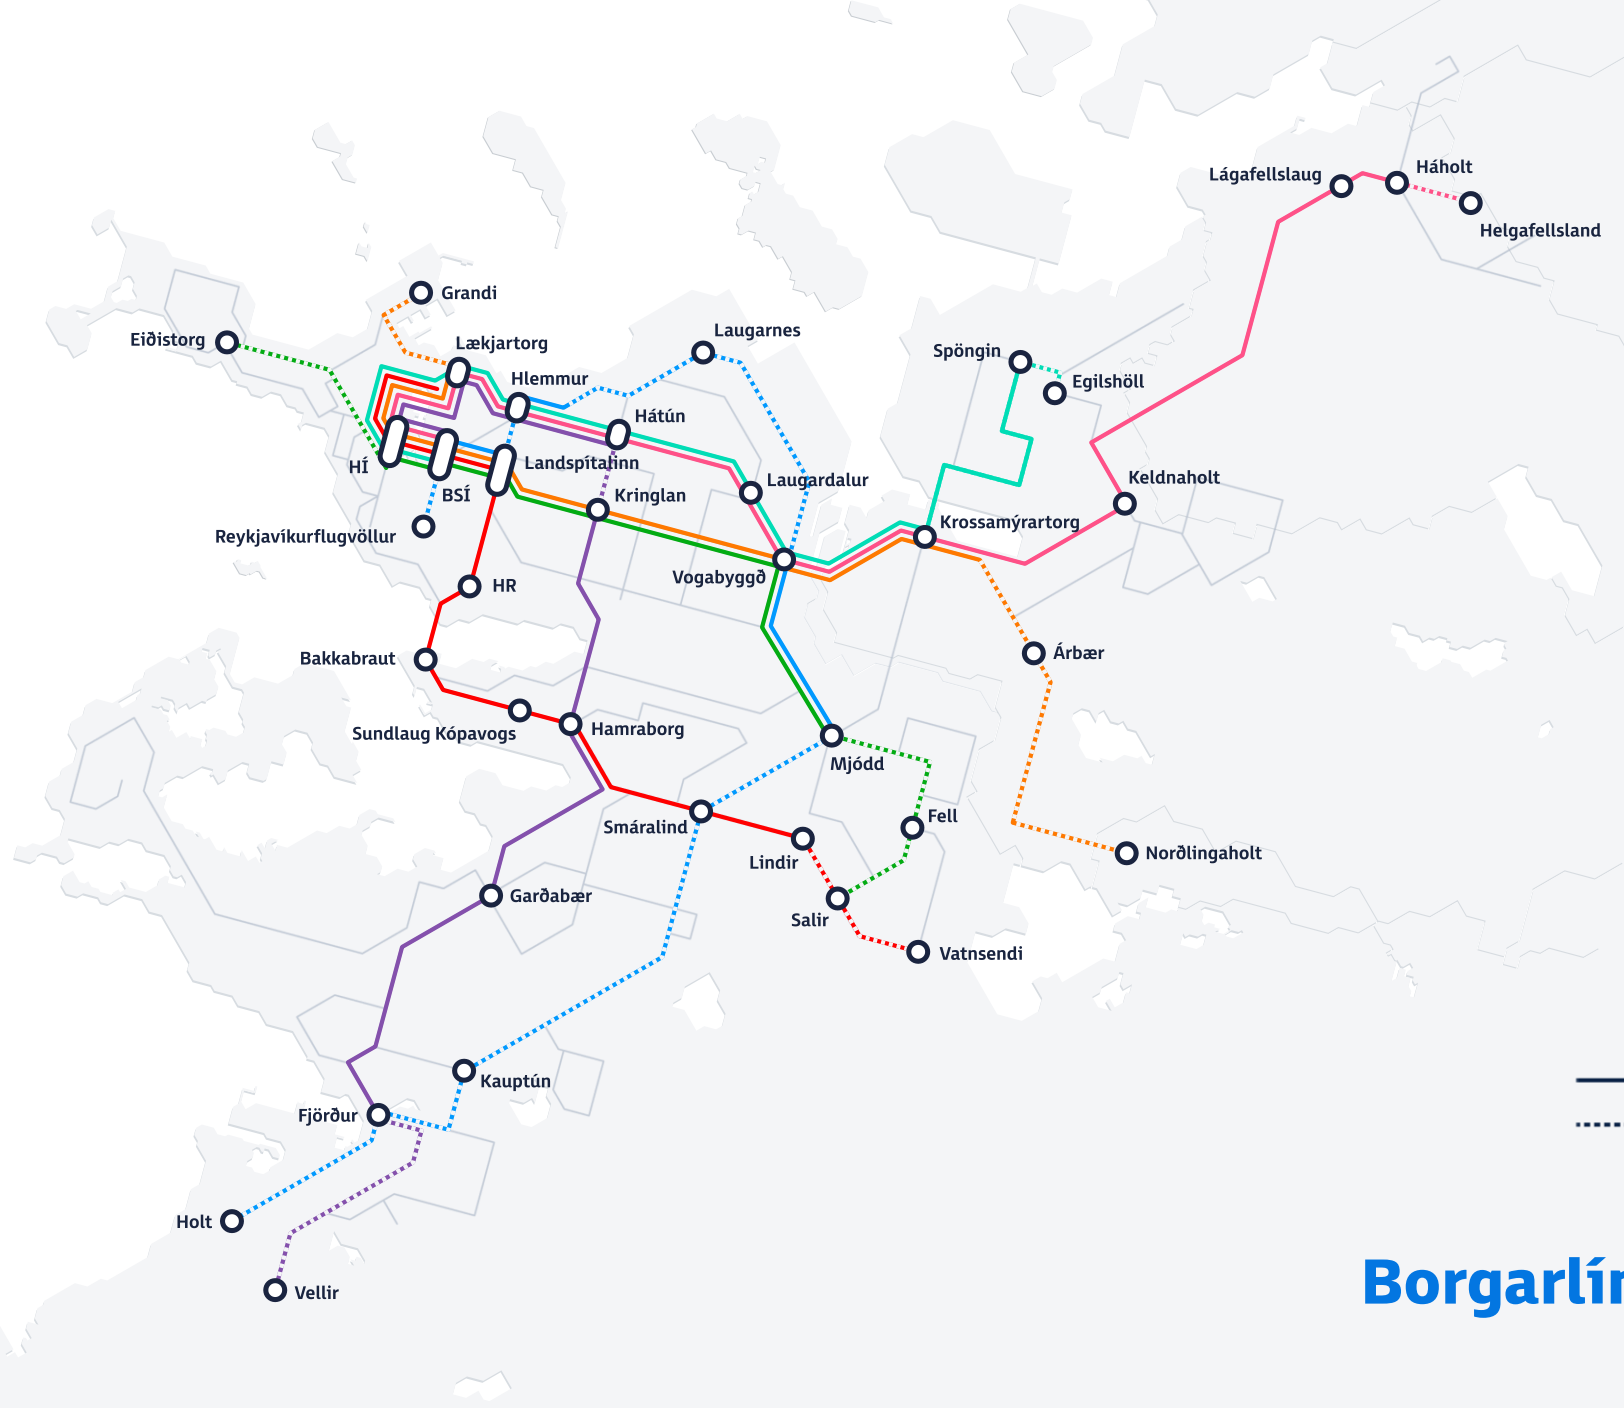 Háholt
Lágafellslaug
Helgafellsland
Grandi
Laugarnes
Eiðistorg
Lækjartorg
Spöngin
Hlemmur
Egilshöll
Hátún
HÍ
Landspítalinn
Laugardalur
Keldnaholt
BSÍ
Kringlan
Krossamýrartorg
Reykjavíkurflugvöllur
Vogabyggð
HR
Árbær
Bakkabraut
Hamraborg
Sundlaug Kópavogs
Mjódd
Fell
Smáralind
Norðlingaholt
Lindir
Garðabær
Salir
Vatnsendi
Kauptún
Fjörður
Holt
Vellir
Borgarlín